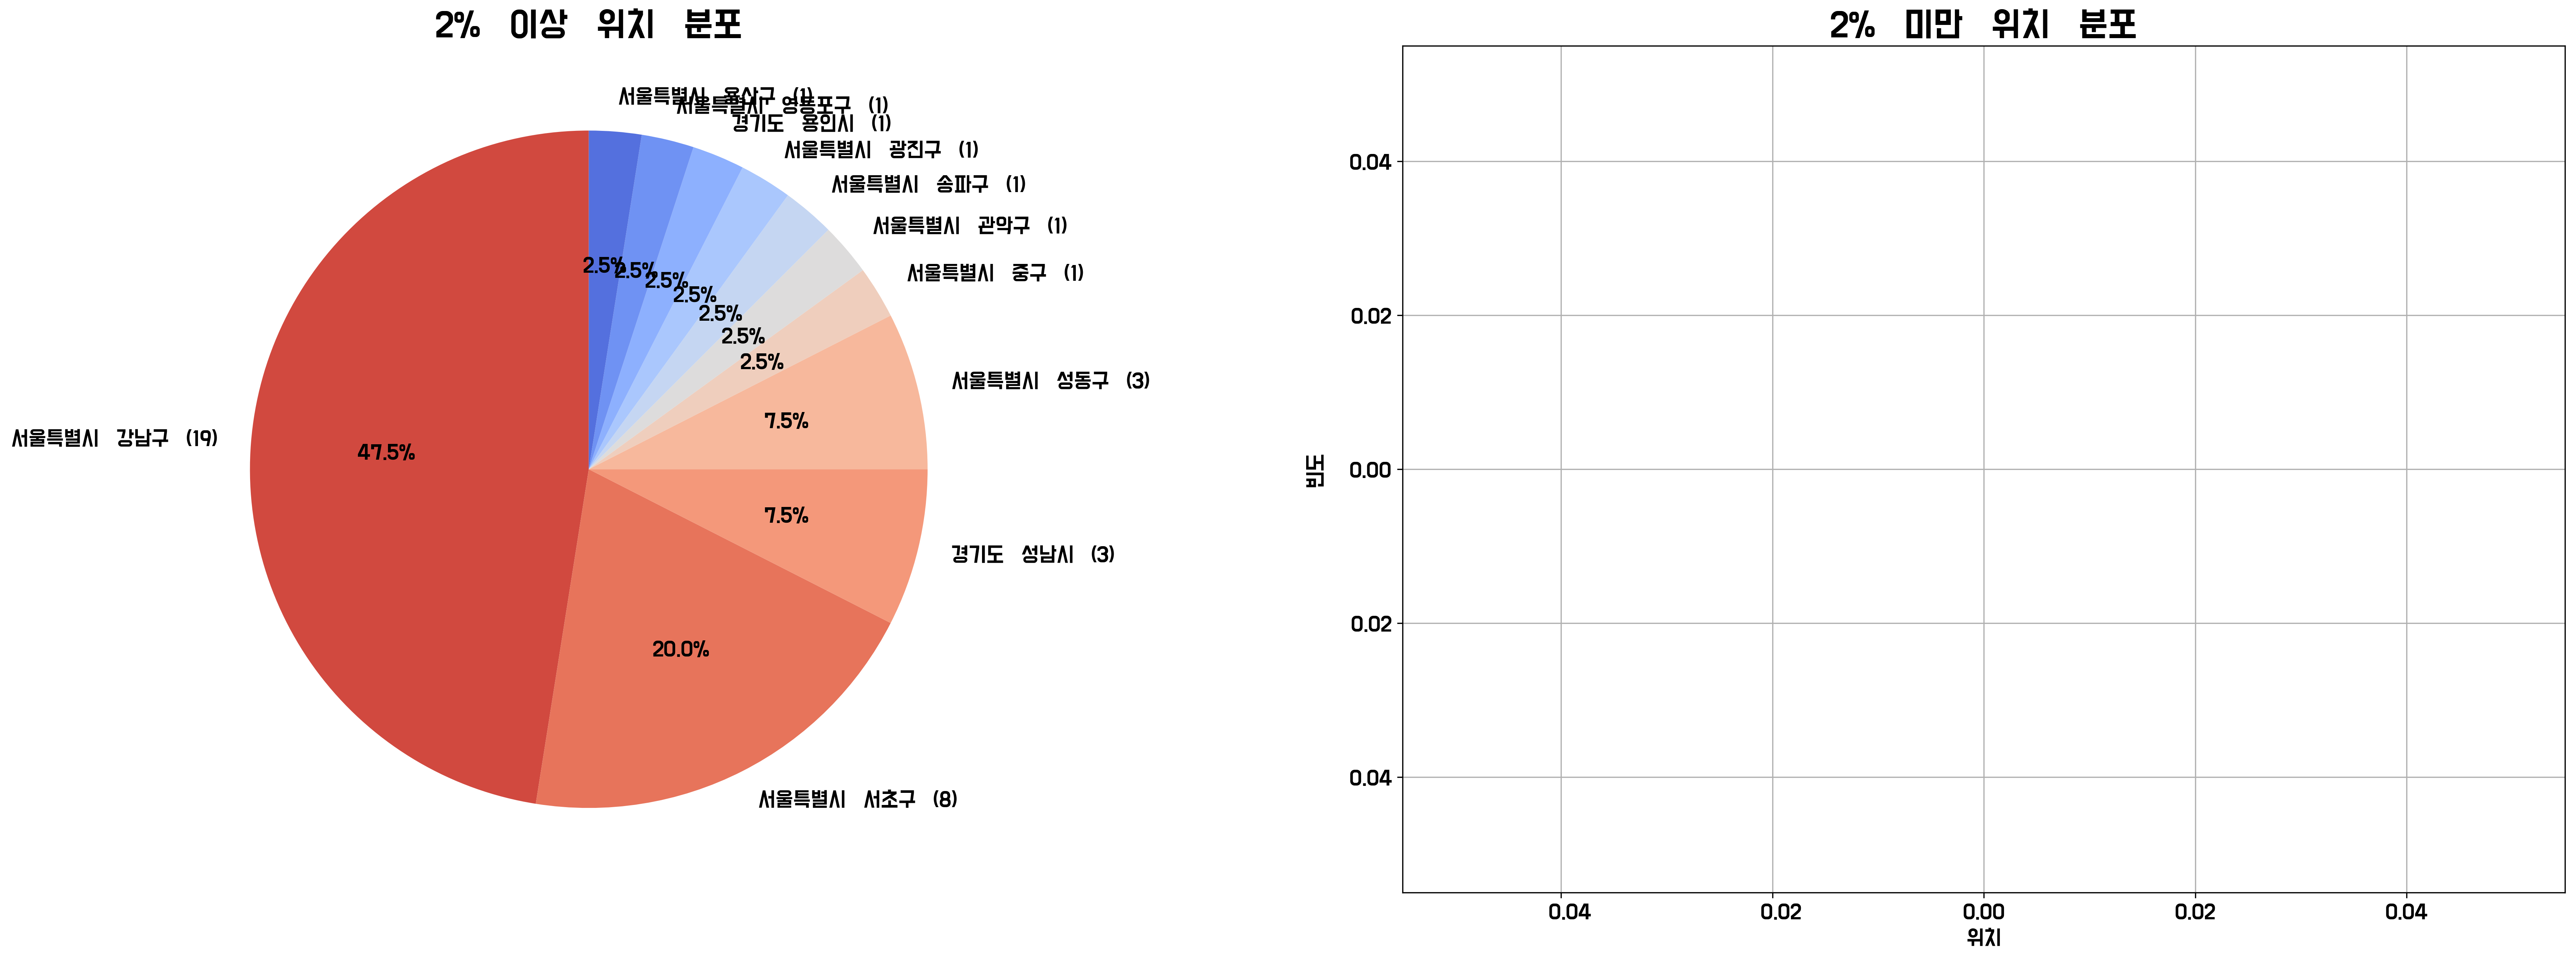 2% 이상 위치 분포
서울특별시 용산구 (1)
서울특별시 영등포구 (1)
경기도 용인시 (1)
서울특별시 광진구 (1)
서울특별시 송파구 (1)
서울특별시 관악구 (1)
서울특별시 중구 (1)
서울특별시 성동구 (3)
경기도 성남시 (3)
서울특별시 서초구 (8)
서울특별시 강남구 (19)
2.5%
2.5%
2.5%
2.5%
2.5%
2.5%
2.5%
7.5%
7.5%
20.0%
47.5%
2% 미만 위치 분포
빈도
0.04
0.02
0.00
0.02
0.04
0.04
0.02
0.00
0.02
0.04
위치